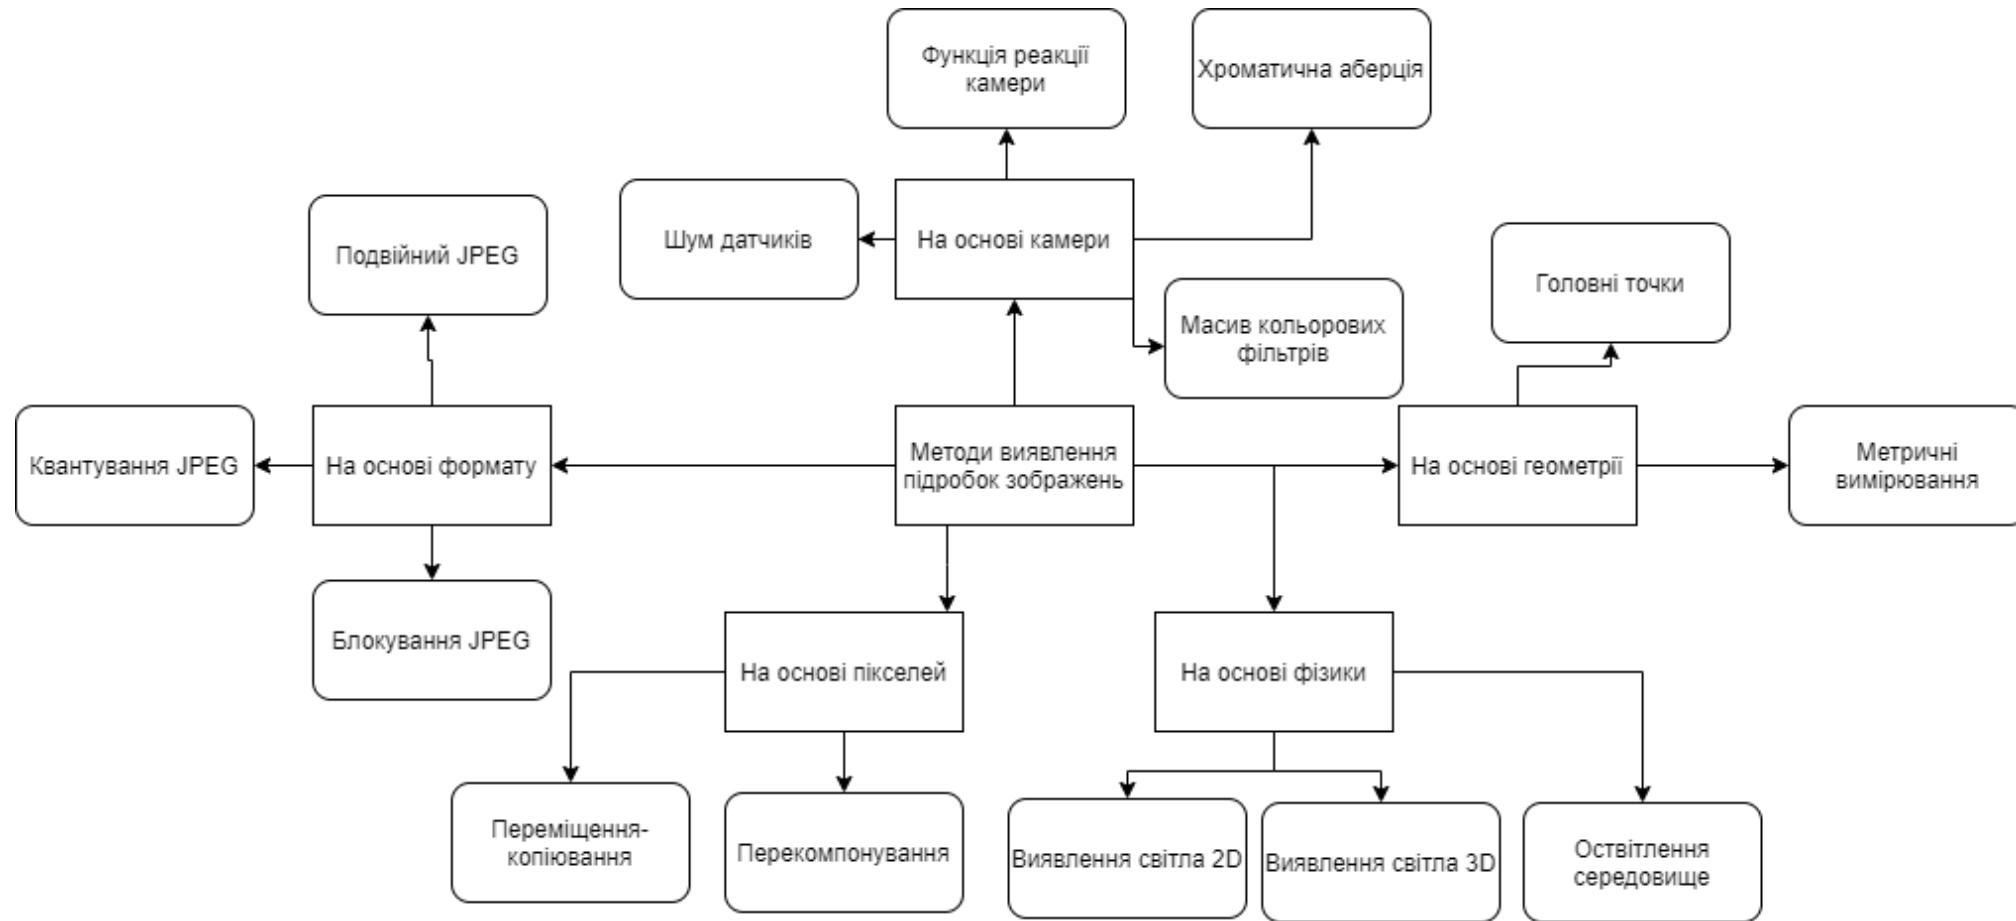 Функція реакції
камери
Хроматична аберція
Шум датчиків
На основі камери
Подвійний JPEG
Головні точки
Масив кольорових
фільтрів
Квантування JPEG
На основі формату
Методи виявлення
підробок зображень
На основі геометрії
Метричні
вимірювання
Блокування JPEG
На основі пікселей
На основі фізики
Переміщення-
копіювання
Перекомпонування
Виявлення світла 2D
Виявлення світла 3D
Оствітлення
середовище